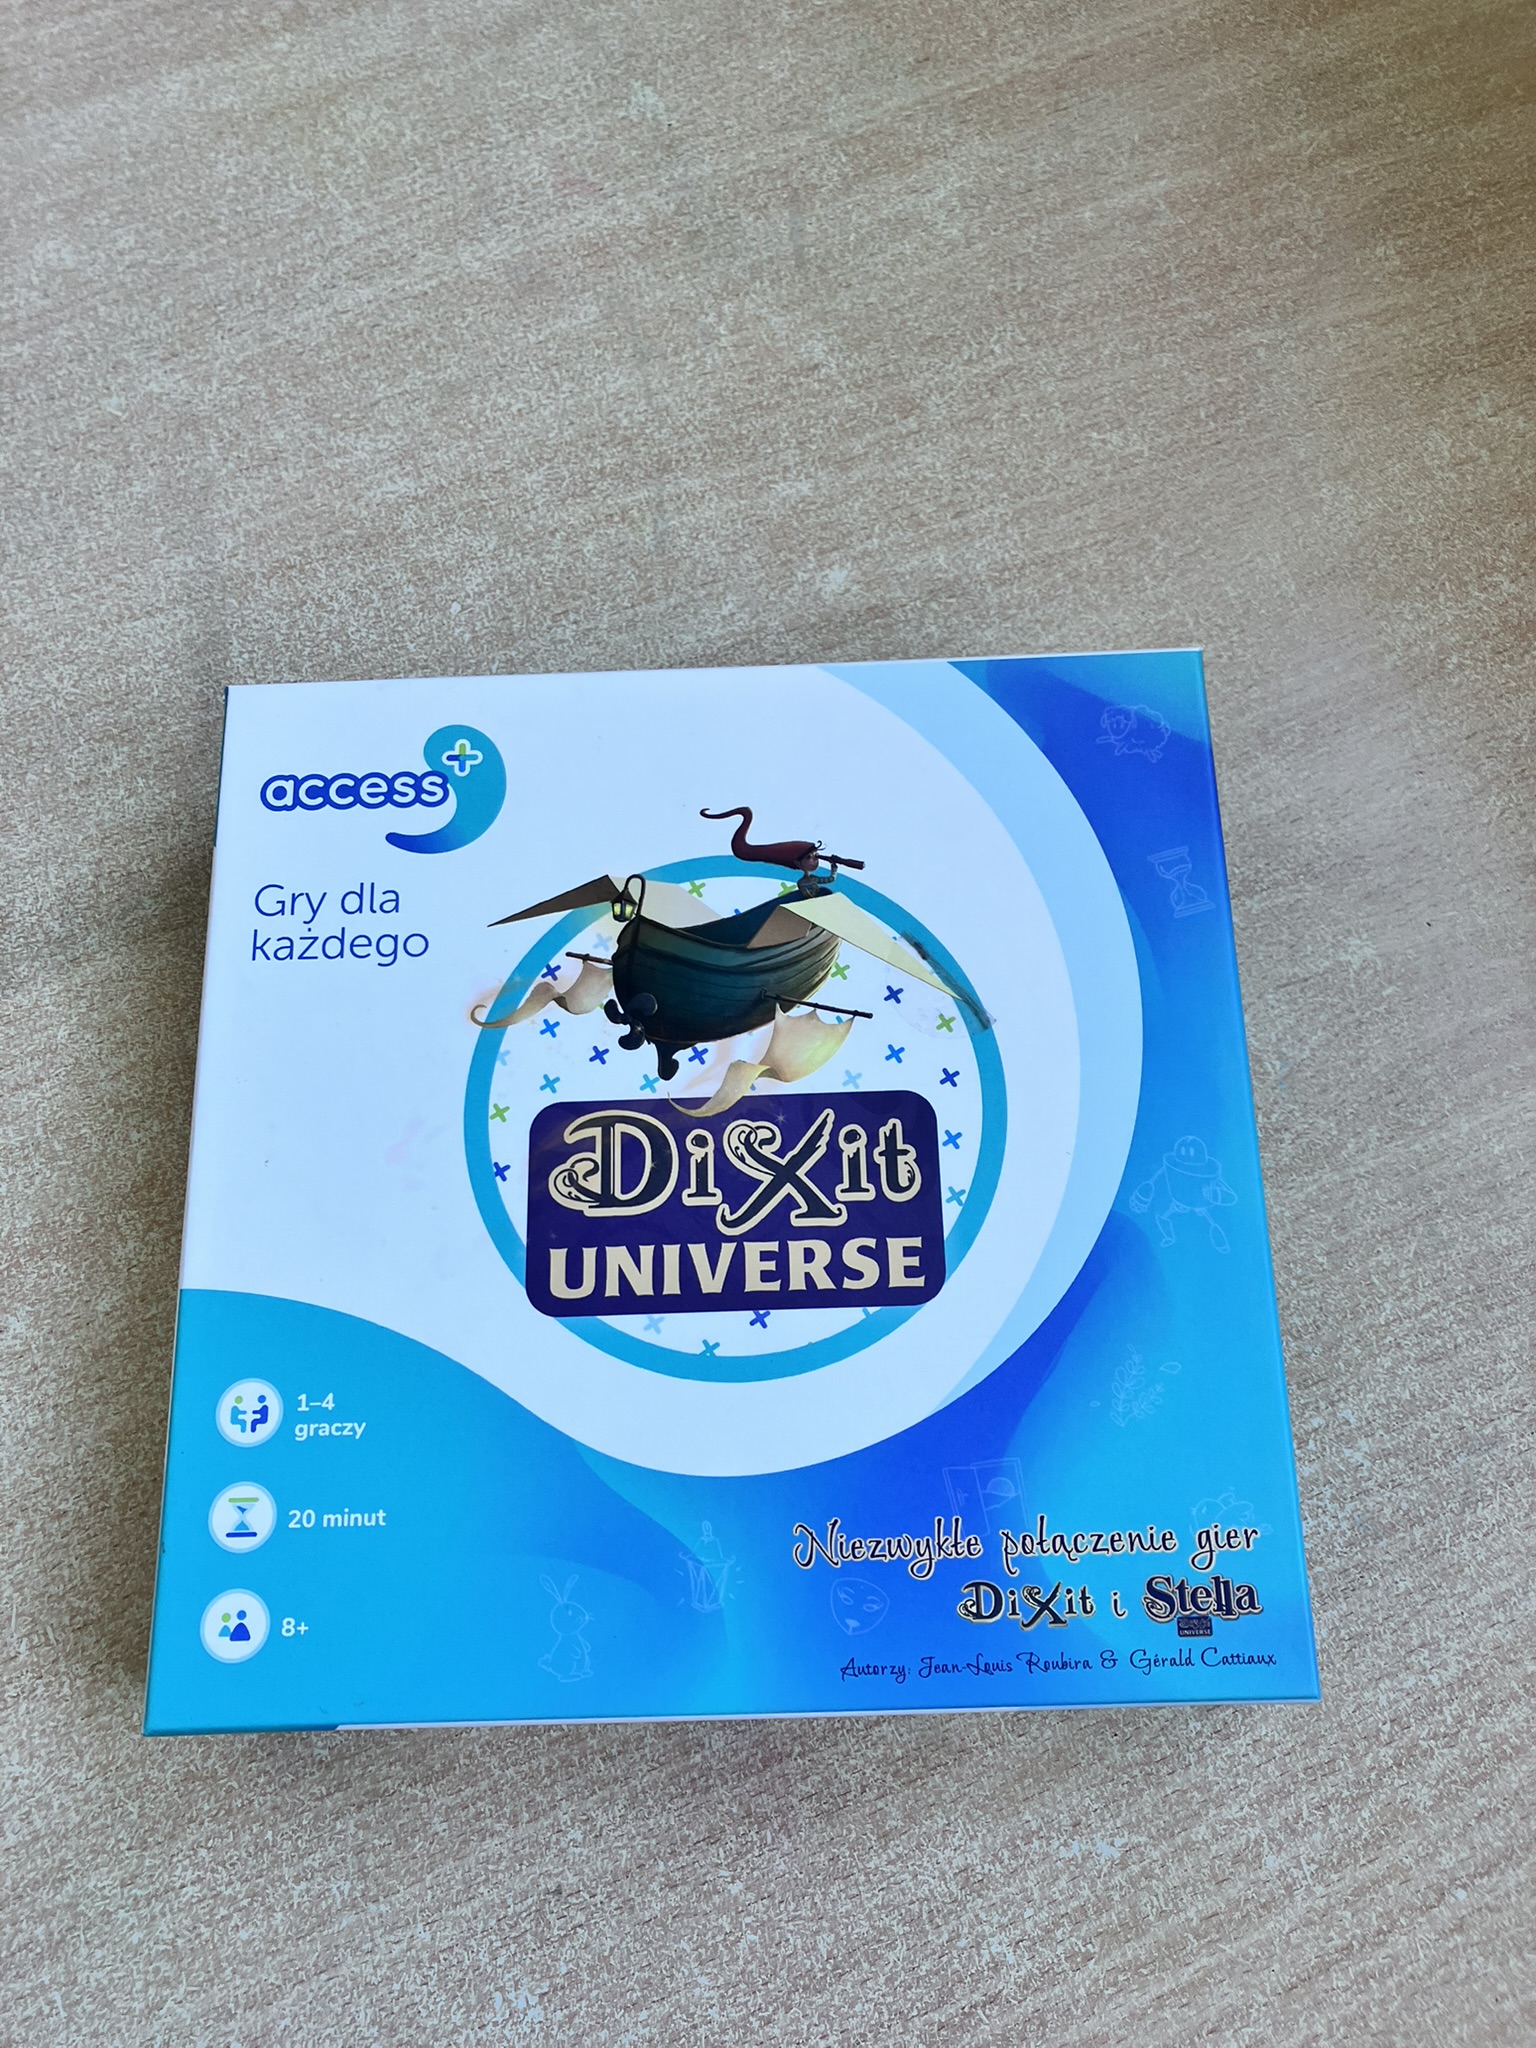 access+
Gry dla
każdego
DiXit
UNIVERSE
1–4
graczy
20 minut
8+
Niezwykłe połączenie gier
DiXit i Stella
UNIVERSE
Autorzy: Jean-Louis Roubira & Gérald Cattiaux